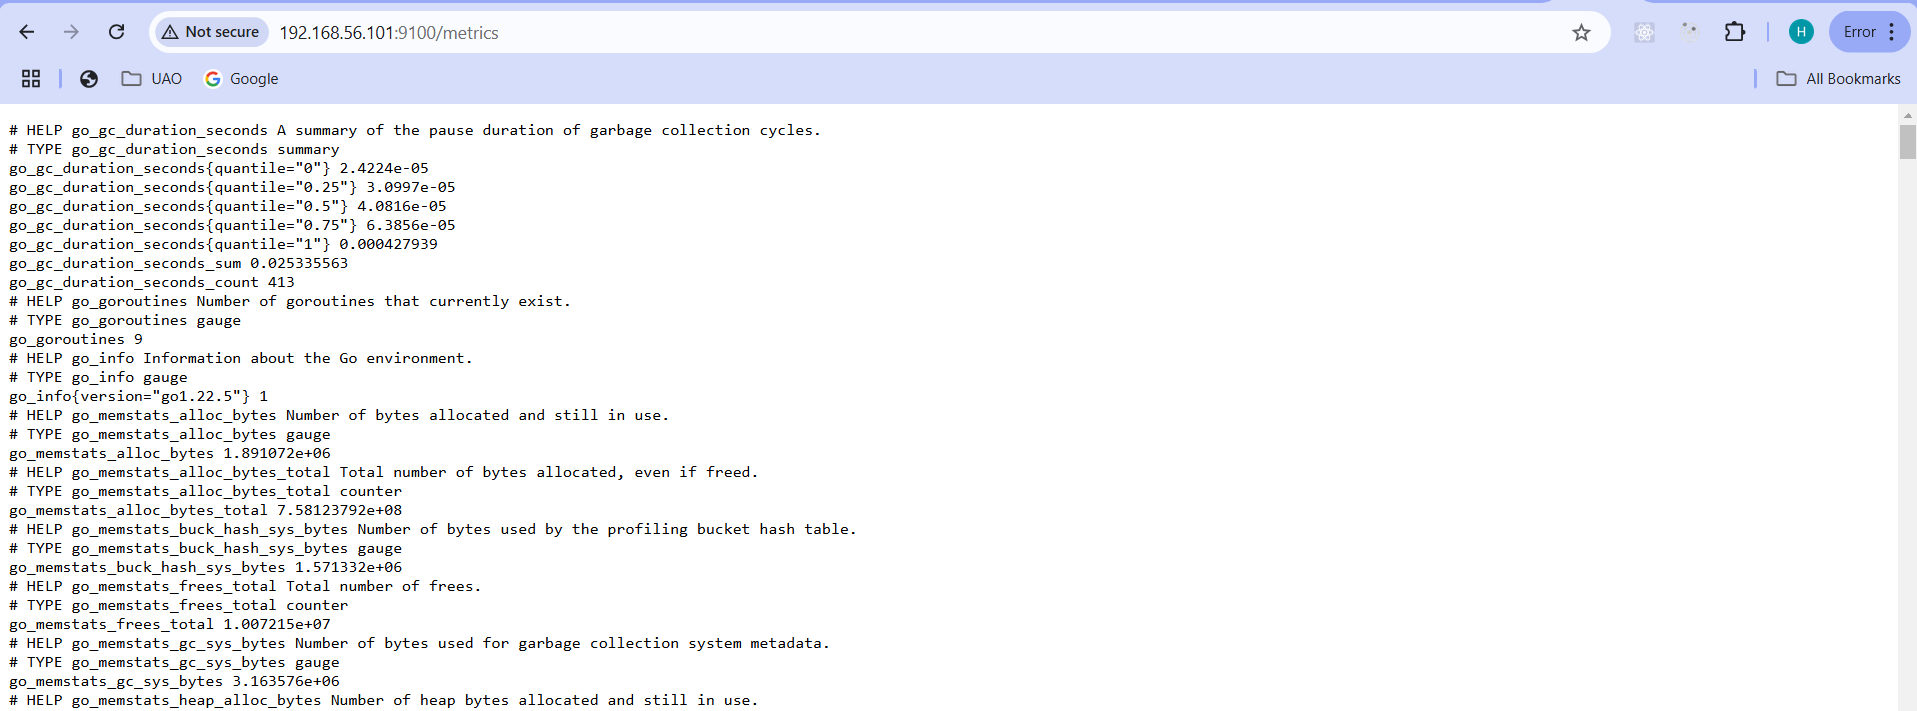 Not secure 192.168.56.101:9100/metrics H Error
UAO Google All Bookmarks
# HELP go_gc_duration_seconds A summary of the pause duration of garbage collection cycles.
# TYPE go_gc_duration_seconds summary
go_gc_duration_seconds{quantile="0"} 2.4224e-05
go_gc_duration_seconds{quantile="0.25"} 3.0997e-05
go_gc_duration_seconds{quantile="0.5"} 4.0816e-05
go_gc_duration_seconds{quantile="0.75"} 6.3856e-05
go_gc_duration_seconds{quantile="1"} 0.000427939
go_gc_duration_seconds_sum 0.025335563
go_gc_duration_seconds_count 413
# HELP go_goroutines Number of goroutines that currently exist.
# TYPE go_goroutines gauge
go_goroutines 9
# HELP go_info Information about the Go environment.
# TYPE go_info gauge
go_info{version="go1.22.5"} 1
# HELP go_memstats_alloc_bytes Number of bytes allocated and still in use.
# TYPE go_memstats_alloc_bytes gauge
go_memstats_alloc_bytes 1.891072e+06
# HELP go_memstats_alloc_bytes_total Total number of bytes allocated, even if freed.
# TYPE go_memstats_alloc_bytes_total counter
go_memstats_alloc_bytes_total 7.58123792e+08
# HELP go_memstats_buck_hash_sys_bytes Number of bytes used by the profiling bucket hash table.
# TYPE go_memstats_buck_hash_sys_bytes gauge
go_memstats_buck_hash_sys_bytes 1.571332e+06
# HELP go_memstats_frees_total Total number of frees.
# TYPE go_memstats_frees_total counter
go_memstats_frees_total 1.007215e+07
# HELP go_memstats_gc_sys_bytes Number of bytes used for garbage collection system metadata.
# TYPE go_memstats_gc_sys_bytes gauge
go_memstats_gc_sys_bytes 3.163576e+06
# HELP go_memstats_heap_alloc_bytes Number of heap bytes allocated and still in use.